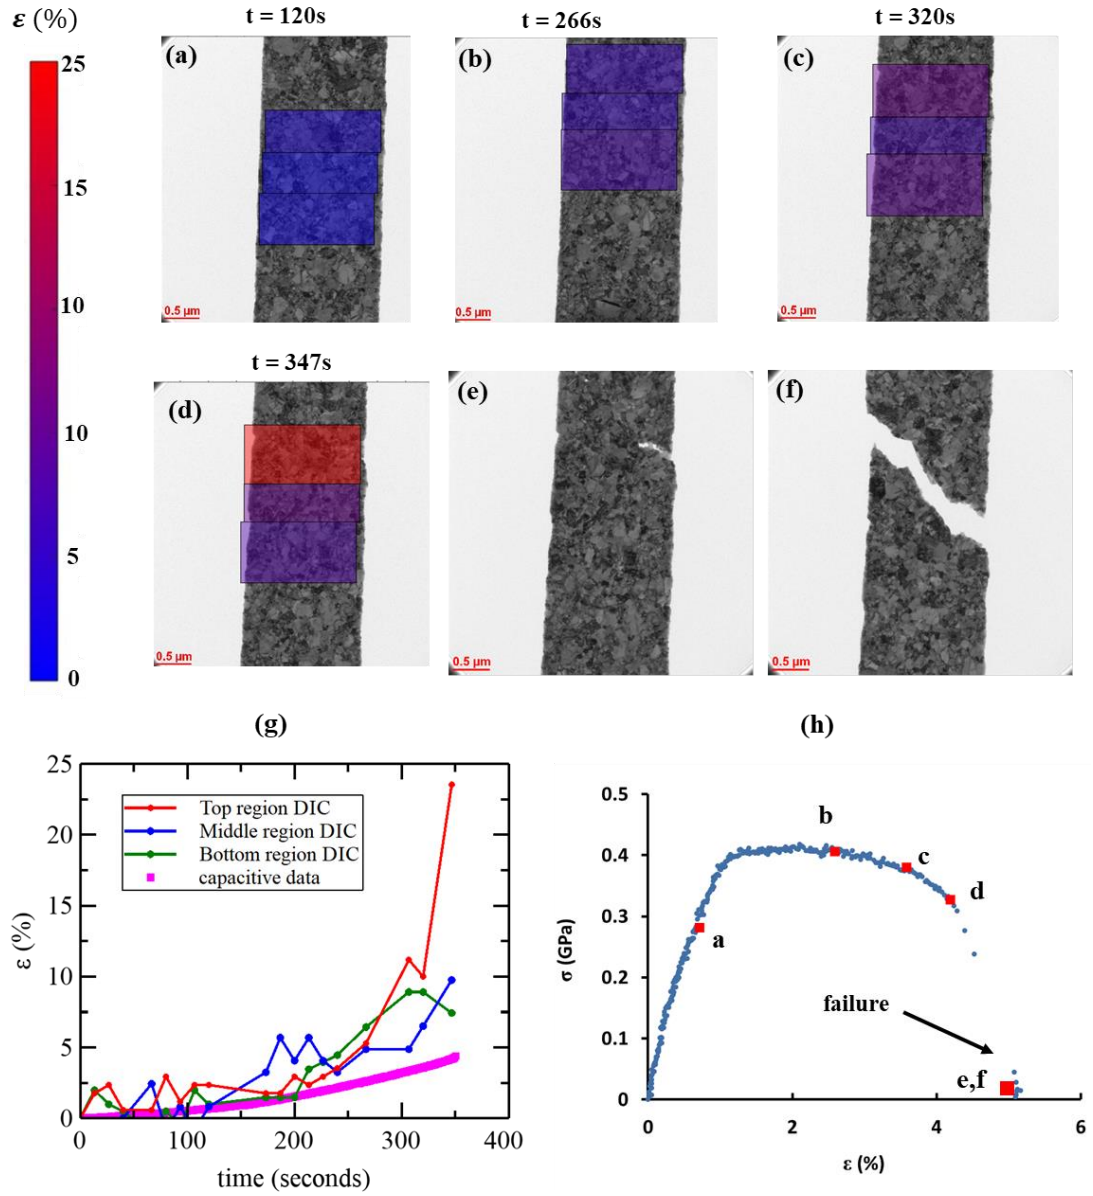 ε (%)
t = 120s
t = 266s
t = 320s
25
15
10
10
5
0
(a)
(b)
(c)
0.5 µm
0.5 µm
0.5 µm
t = 347s
(d)
(e)
(f)
0.5 µm
0.5 µm
0.5 µm
(g)
(h)
25
20
15
10
5
0
ε (%)
Top region DIC
Middle region DIC
Bottom region DIC
capacitive data
0
100
200
300
400
time (seconds)
0.5
0.4
0.3
0.2
0.1
0
σ (GPa)
b
c
d
a
failure
e,f
0
2
4
6
ε (%)